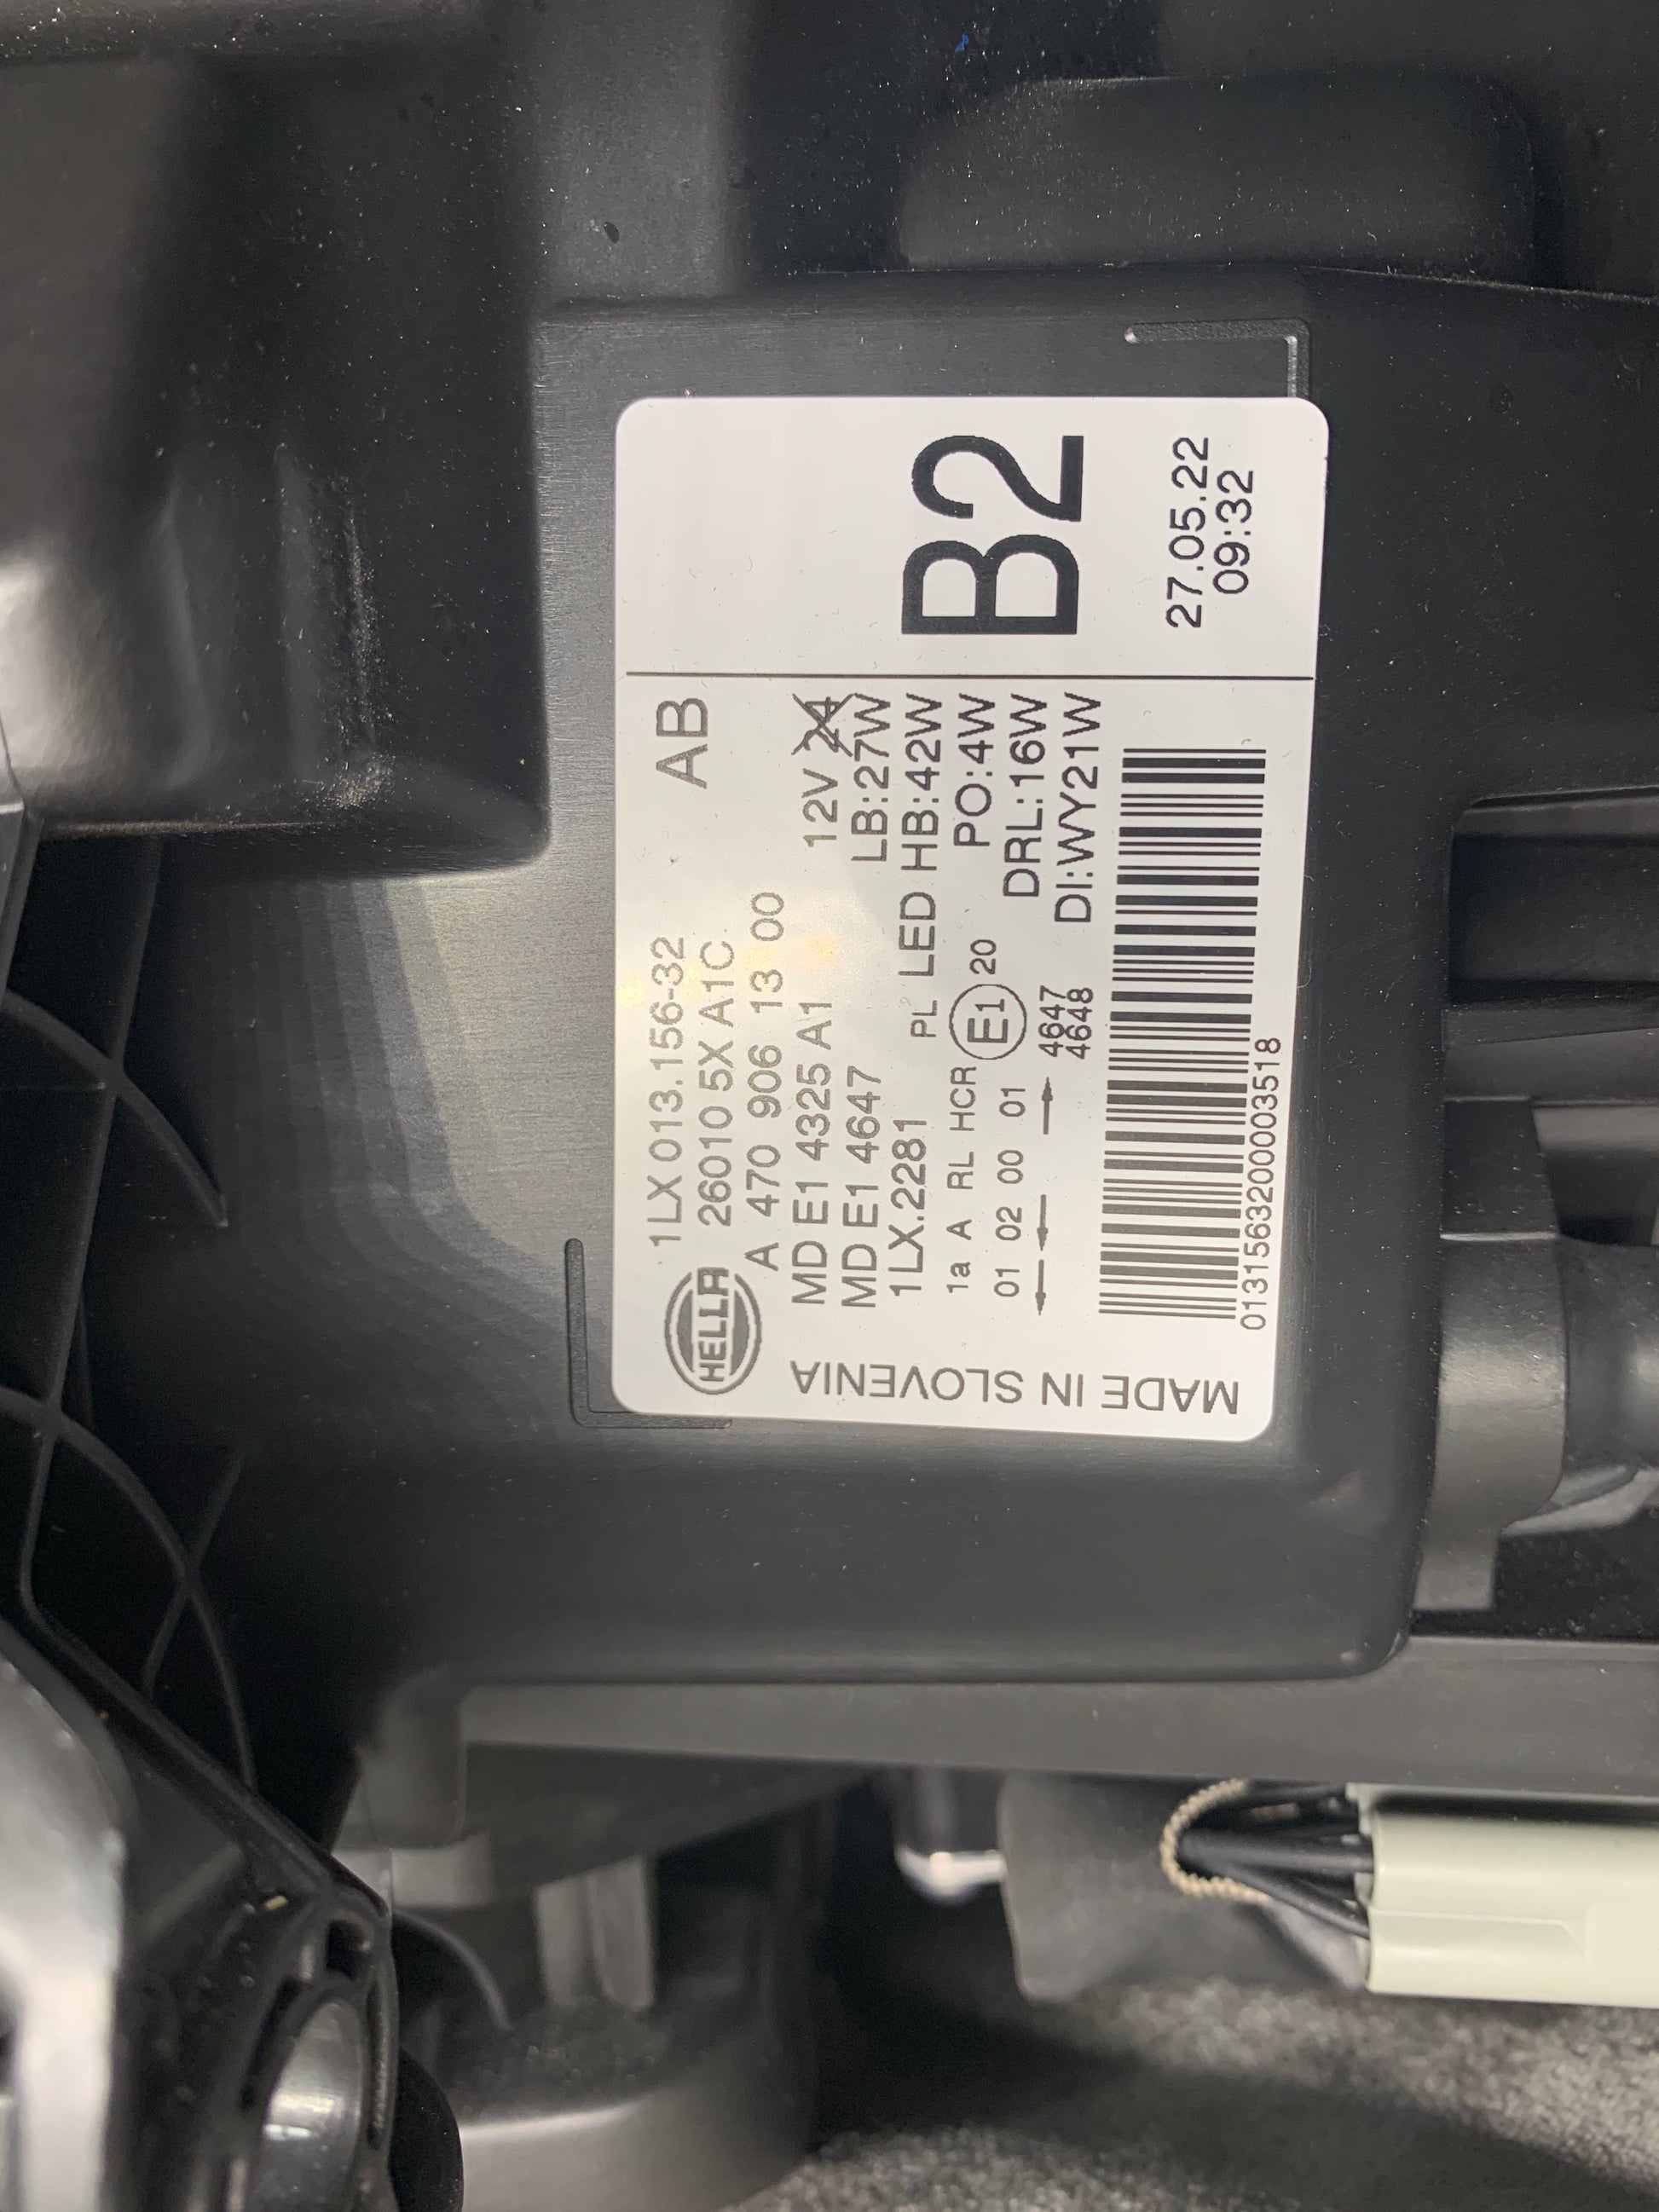 HELLA
1LX 013.156-32
AB
26010 5X A1C
A 470 906 13 00
MD E1 4325 A1
12V 24
MD E1 4647
LB:27W
1LX.2281
PL LED HB:42W
1a A RL HCR E1 20
PO:4W
01 02 00 01
DRL:16W
4647
4648
DI:WY21W
01315632000003518
MADE IN SLOVENIA
B2
27.05.22
09:32